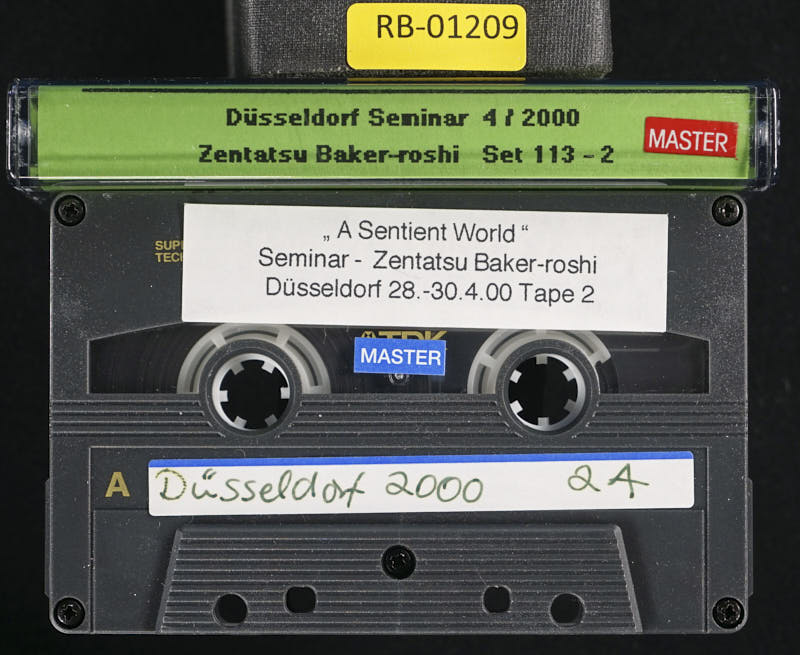 RB-01209
Düsseldorf Seminar 4 / 2000
MASTER
Zentatsu Baker-roshi Set 113 - 2
„ A Sentient World “
Seminar - Zentatsu Baker-roshi
Düsseldorf 28.-30.4.00 Tape 2
TDK
MASTER
A
Düsseldorf 2000 2A